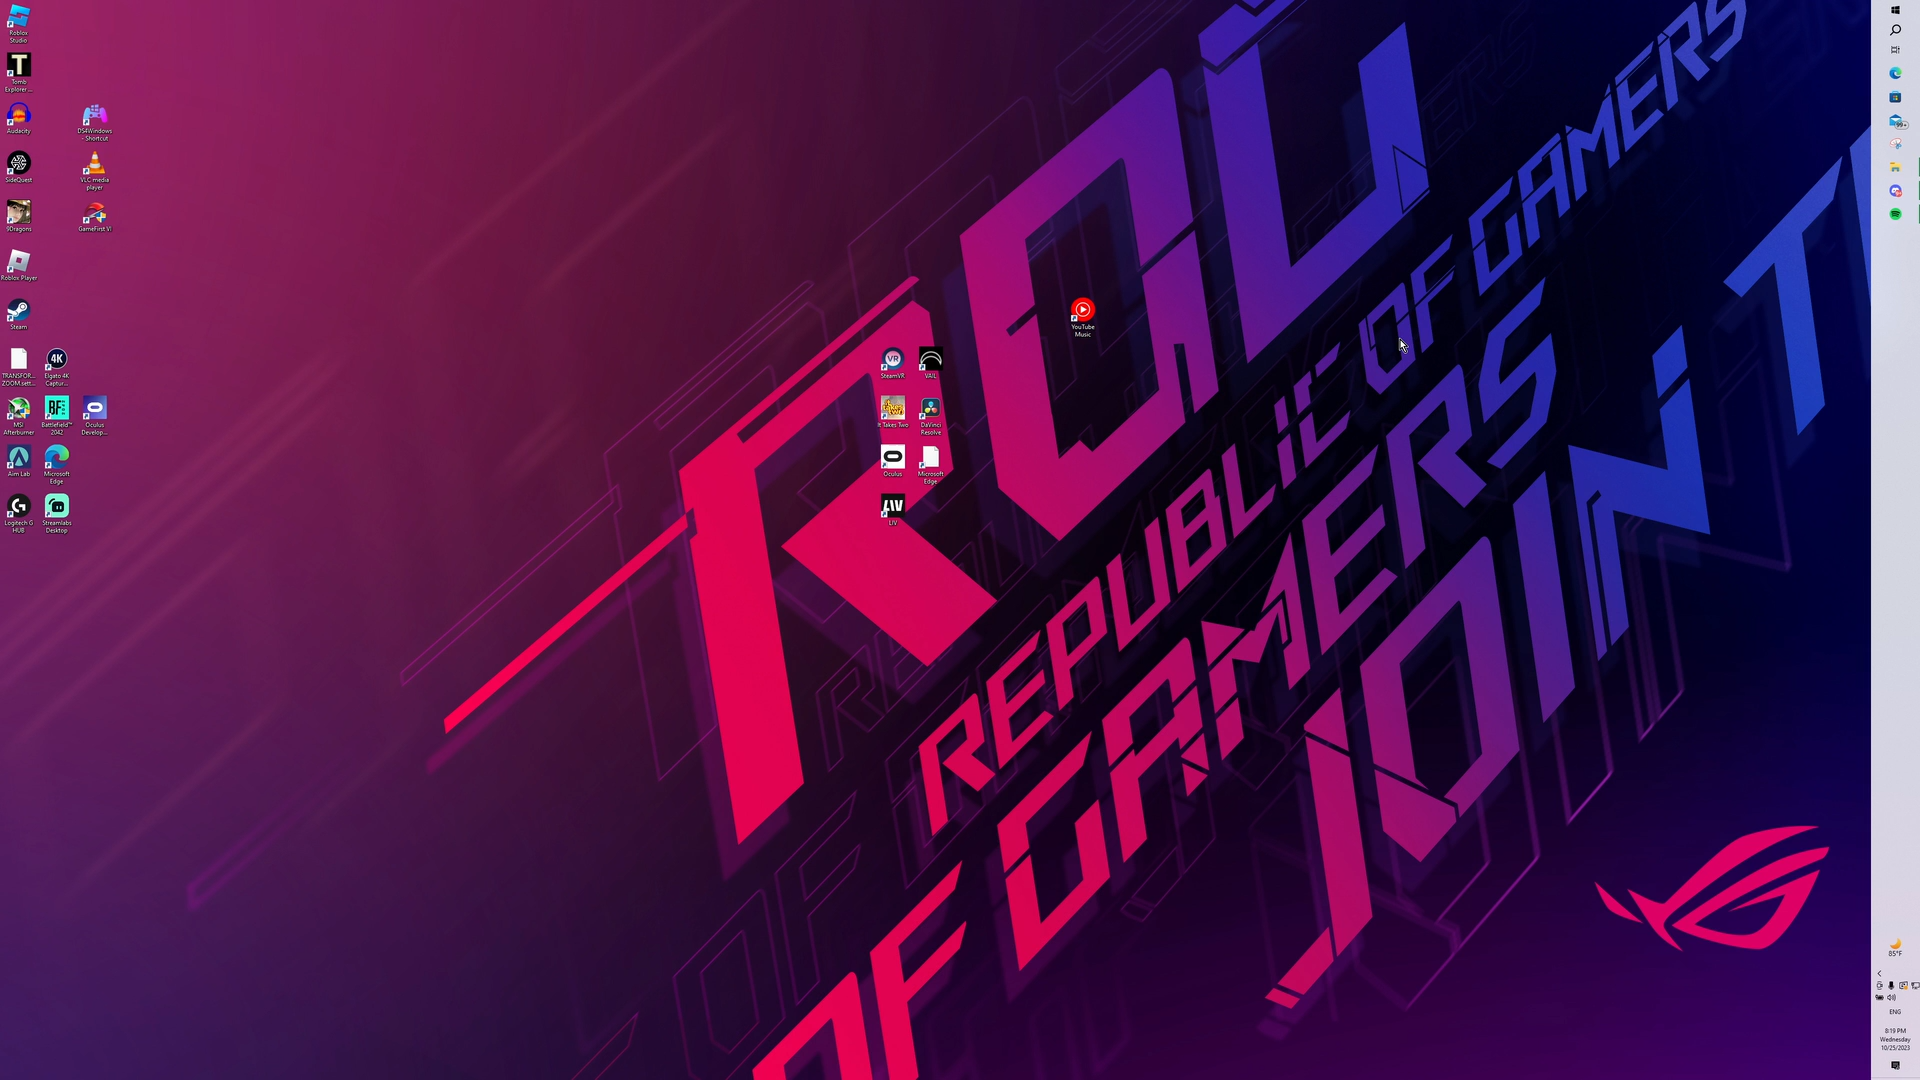 Roblox
Studio
Tomb
Explorer...
Audacity
DS4Windows
- Shortcut
SideQuest
VLC media
player
9Dragons
GameFirst VI
Roblox Player
Steam
TRANSFOR...
ZOOM.sett...
Elgato 4K
Captur...
MSI
Afterburner
Battlefield™
2042
Oculus
Develop...
Aim Lab
Microsoft
Edge
Logitech G
HUB
Streamlabs
Desktop
YouTube
Music
SteamVR
VAIL
It Takes Two
DaVinci
Resolve
Oculus
Microsoft
Edge
LIV
REPUBLIC OF GAMERS
OF GAMERS
JOIN T
OF
99+
85°F
ENG
8:19 PM
Wednesday
10/25/2023